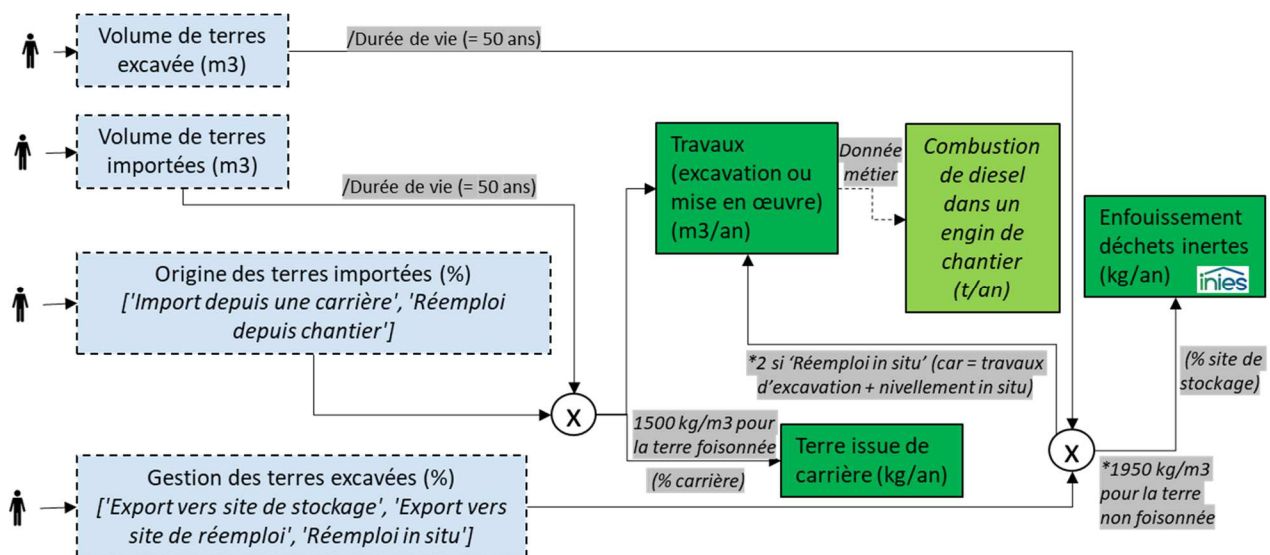 Volume de terres
excavée (m3)
/Durée de vie (= 50 ans)
Volume de terres
importées (m3)
/Durée de vie (= 50 ans)
Travaux
(excavation ou
mise en œuvre)
(m3/an)
Donnée
métier
Combustion
de diesel
dans un
engin de
chantier
(t/an)
Enfouissement
déchets inertes
(kg/an)
inies
Origine des terres importées (%)
['Import depuis une carrière', 'Réemploi
depuis chantier']
*2 si ‘Réemploi in situ’ (car = travaux
d’excavation + nivellement in situ)
(% site de
stockage)
X
1500 kg/m3 pour
la terre foisonnée
(% carrière)
Terre issue de
carrière (kg/an)
X
*1950 kg/m3
pour la terre
non foisonnée
Gestion des terres excavées (%)
['Export vers site de stockage', 'Export vers
site de réemploi', 'Réemploi in situ']